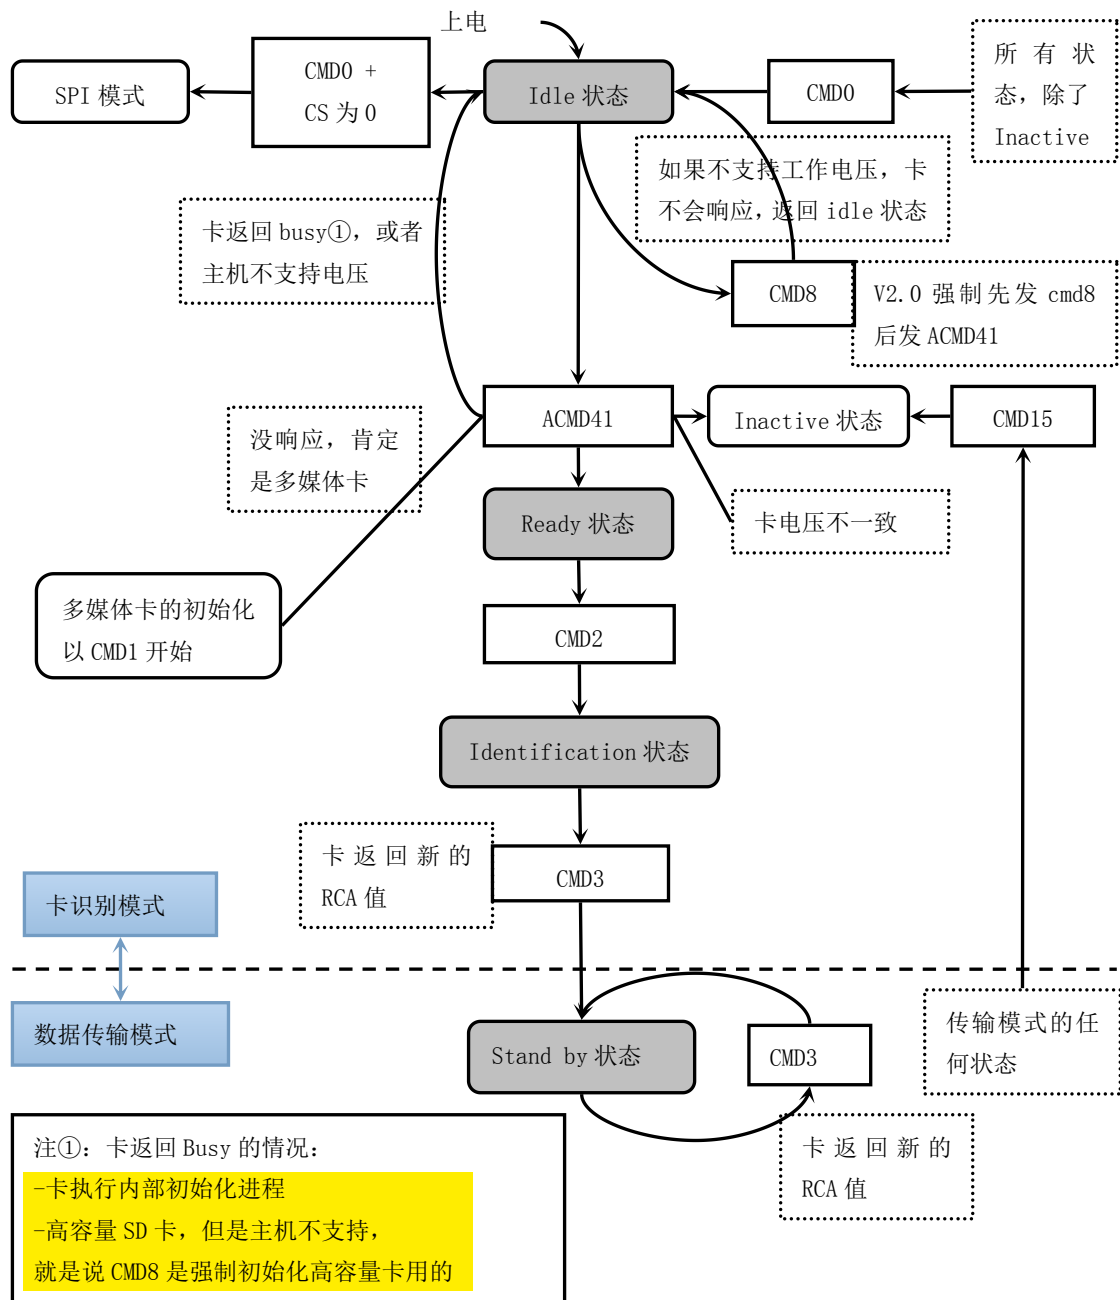 上电
SPI 模式
CMD0 +
CS 为 0
Idle 状态
CMD0
所有状
态，除了
Inactive
如果不支持工作电压，卡
不会响应，返回 idle 状态
卡返回 busy①，或者
主机不支持电压
CMD8
V2.0 强制先发 cmd8
后发 ACMD41
ACMD41
Inactive 状态
CMD15
没响应，肯定
是多媒体卡
Ready 状态
卡电压不一致
多媒体卡的初始化
以 CMD1 开始
CMD2
Identification 状态
卡返回新的
RCA 值
CMD3
卡识别模式
数据传输模式
Stand by 状态
CMD3
传输模式的任
何状态
卡返回新的
RCA 值
注①：卡返回 Busy 的情况：
-卡执行内部初始化进程
-高容量 SD 卡，但是主机不支持，
就是说 CMD8 是强制初始化高容量卡用的